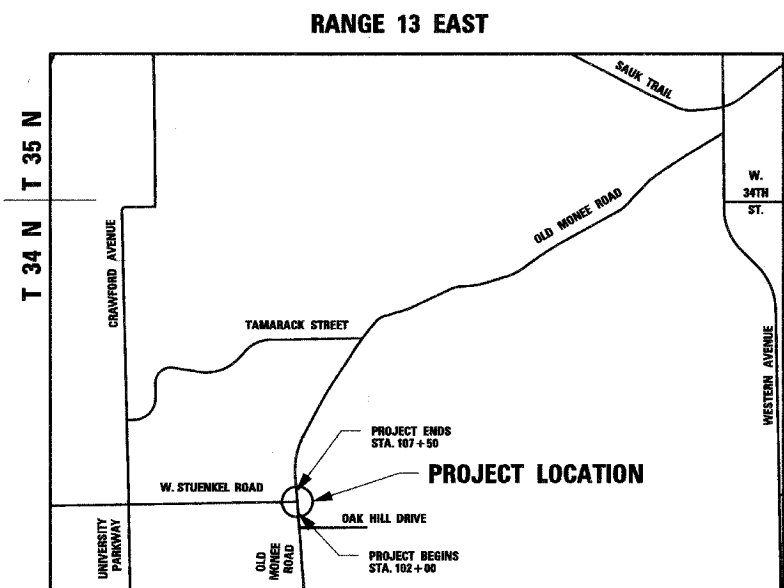 RANGE 13 EAST
SAUK TRAIL
T 35 N
W.
34TH
ST.
OLD MONEE ROAD
T 34 N
CRAWFORD AVENUE
TAMARACK STREET
WESTERN AVENUE
PROJECT ENDS
STA. 107+50
PROJECT LOCATION
W. STUENKEL ROAD
OAK HILL DRIVE
UNIVERSITY
PARKWAY
OLD
MONEE
ROAD
PROJECT BEGINS
STA. 102+00